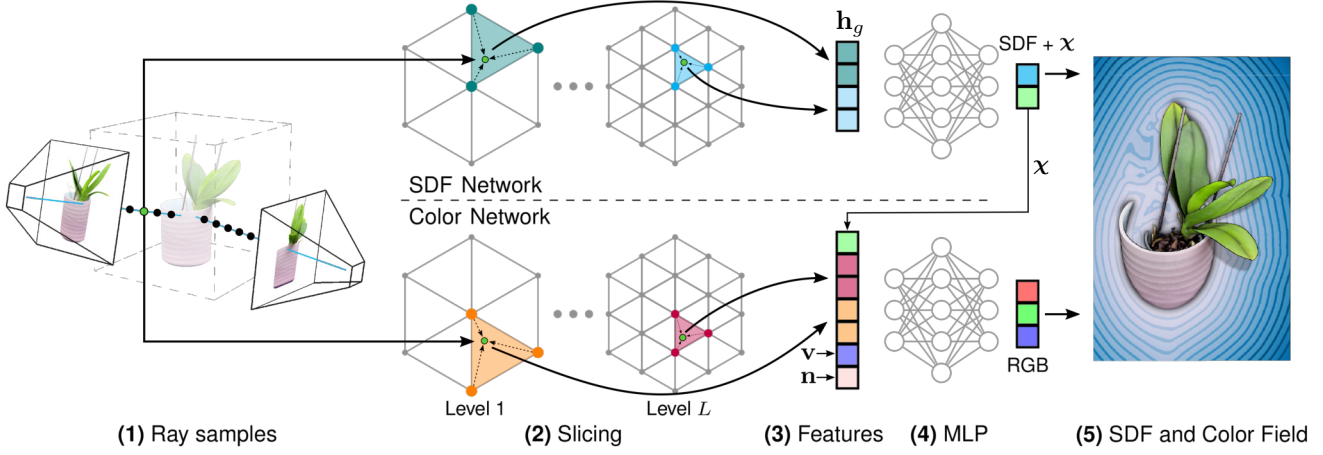 𝐡_g
SDF + 𝝌
SDF Network
Color Network
𝝌
𝐯
𝐧
RGB
Level 1
Level L
(1) Ray samples
(2) Slicing
(3) Features
(4) MLP
(5) SDF and Color Field